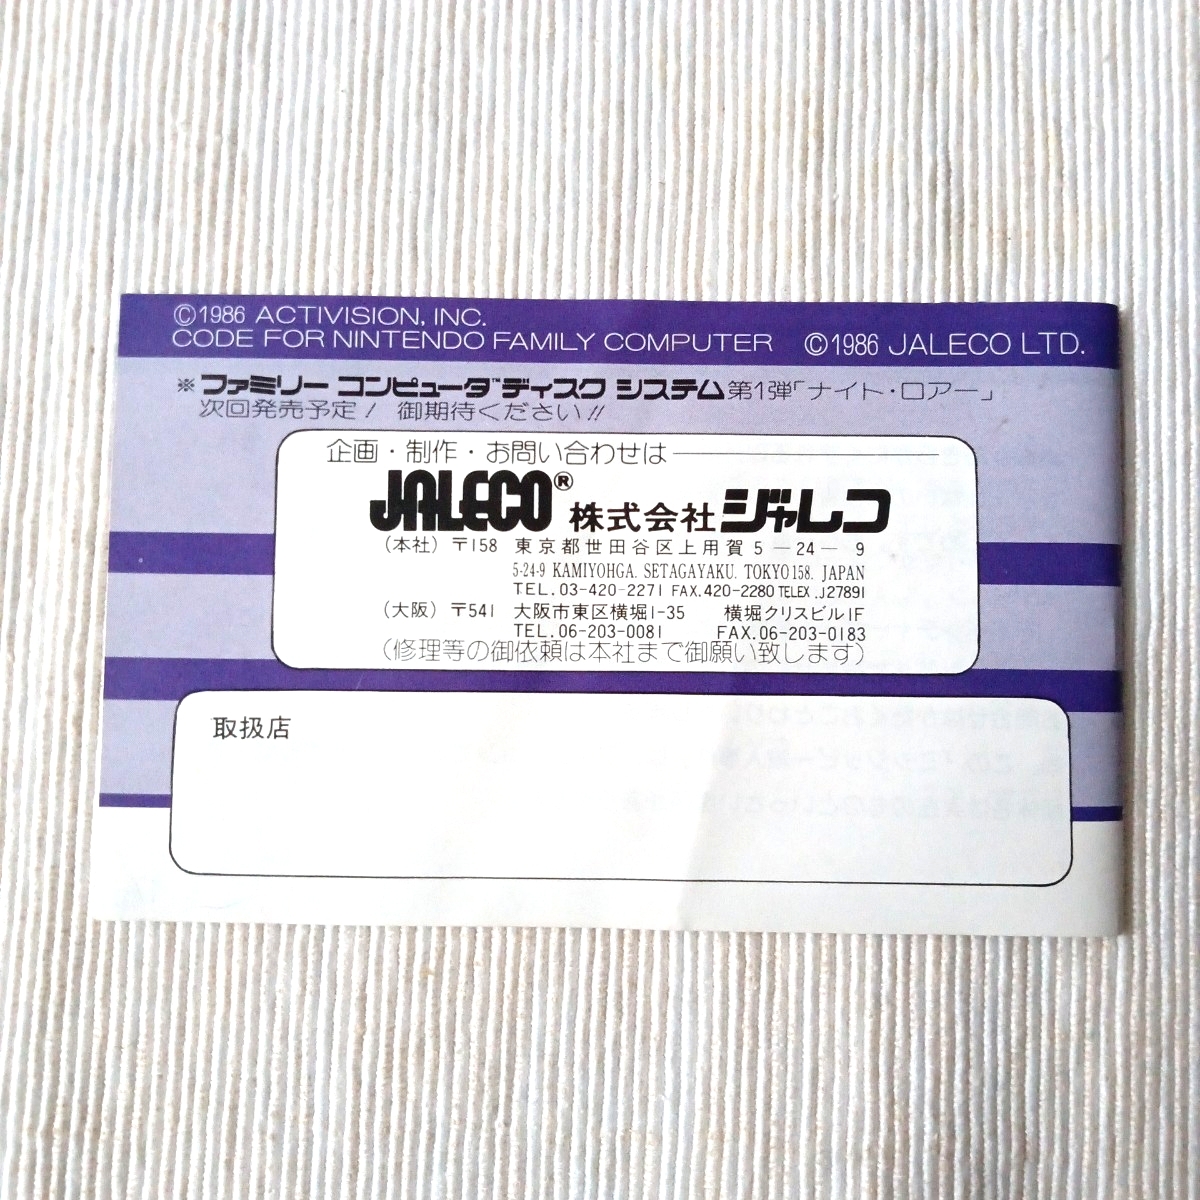 ©1986 ACTIVISION, INC.
CODE FOR NINTENDO FAMILY COMPUTER ©1986 JALECO LTD.
※ファミリー コンピュータ™ディスク システム第1弾「ナイト・ロアー」
次回発売予定! 御期待ください!!
企画・制作・お問い合わせは
JALECO® 株式会社ジャレコ
(本社) 〒158 東京都世田谷区上用賀5—24—9
5-24-9 KAMIYOHGA. SETAGAYAKU. TOKYO 158. JAPAN
TEL.03-420-2271 FAX.420-2280 TELEX .J27891
(大阪) 〒541 大阪市東区横堀1-35 横堀クリスビル1F
TEL.06-203-0081 FAX.06-203-0183
(修理等の御依頼は本社まで御願い致します)
取扱店